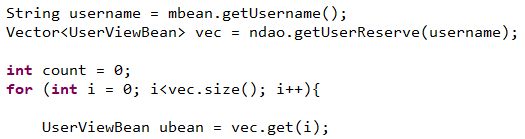 String username = mbean.getUsername();
Vector<UserViewBean> vec = ndao.getUserReserve(username);
int count = 0;
for (int i = 0; i<vec.size(); i++){
UserViewBean ubean = vec.get(i);